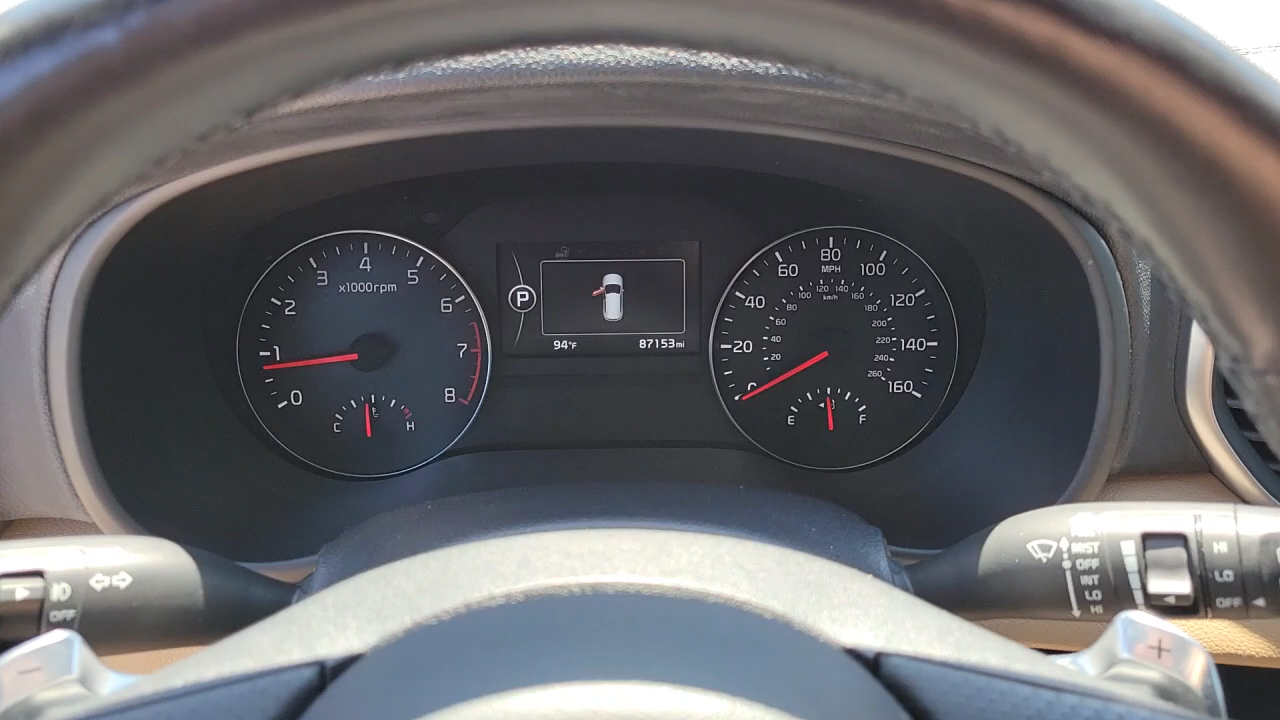 0 1 2 3 4 5 6 7 8
x1000rpm
C H
P
94°F 87153 mi
0 20 40 60 80 100 120 140 160
MPH
20 40 60 80 100 120 140 160 180 200 220 240 260
km/h
E F
OFF
MIST
OFF
INT
LO
HI
HI
LO
OFF
−
+